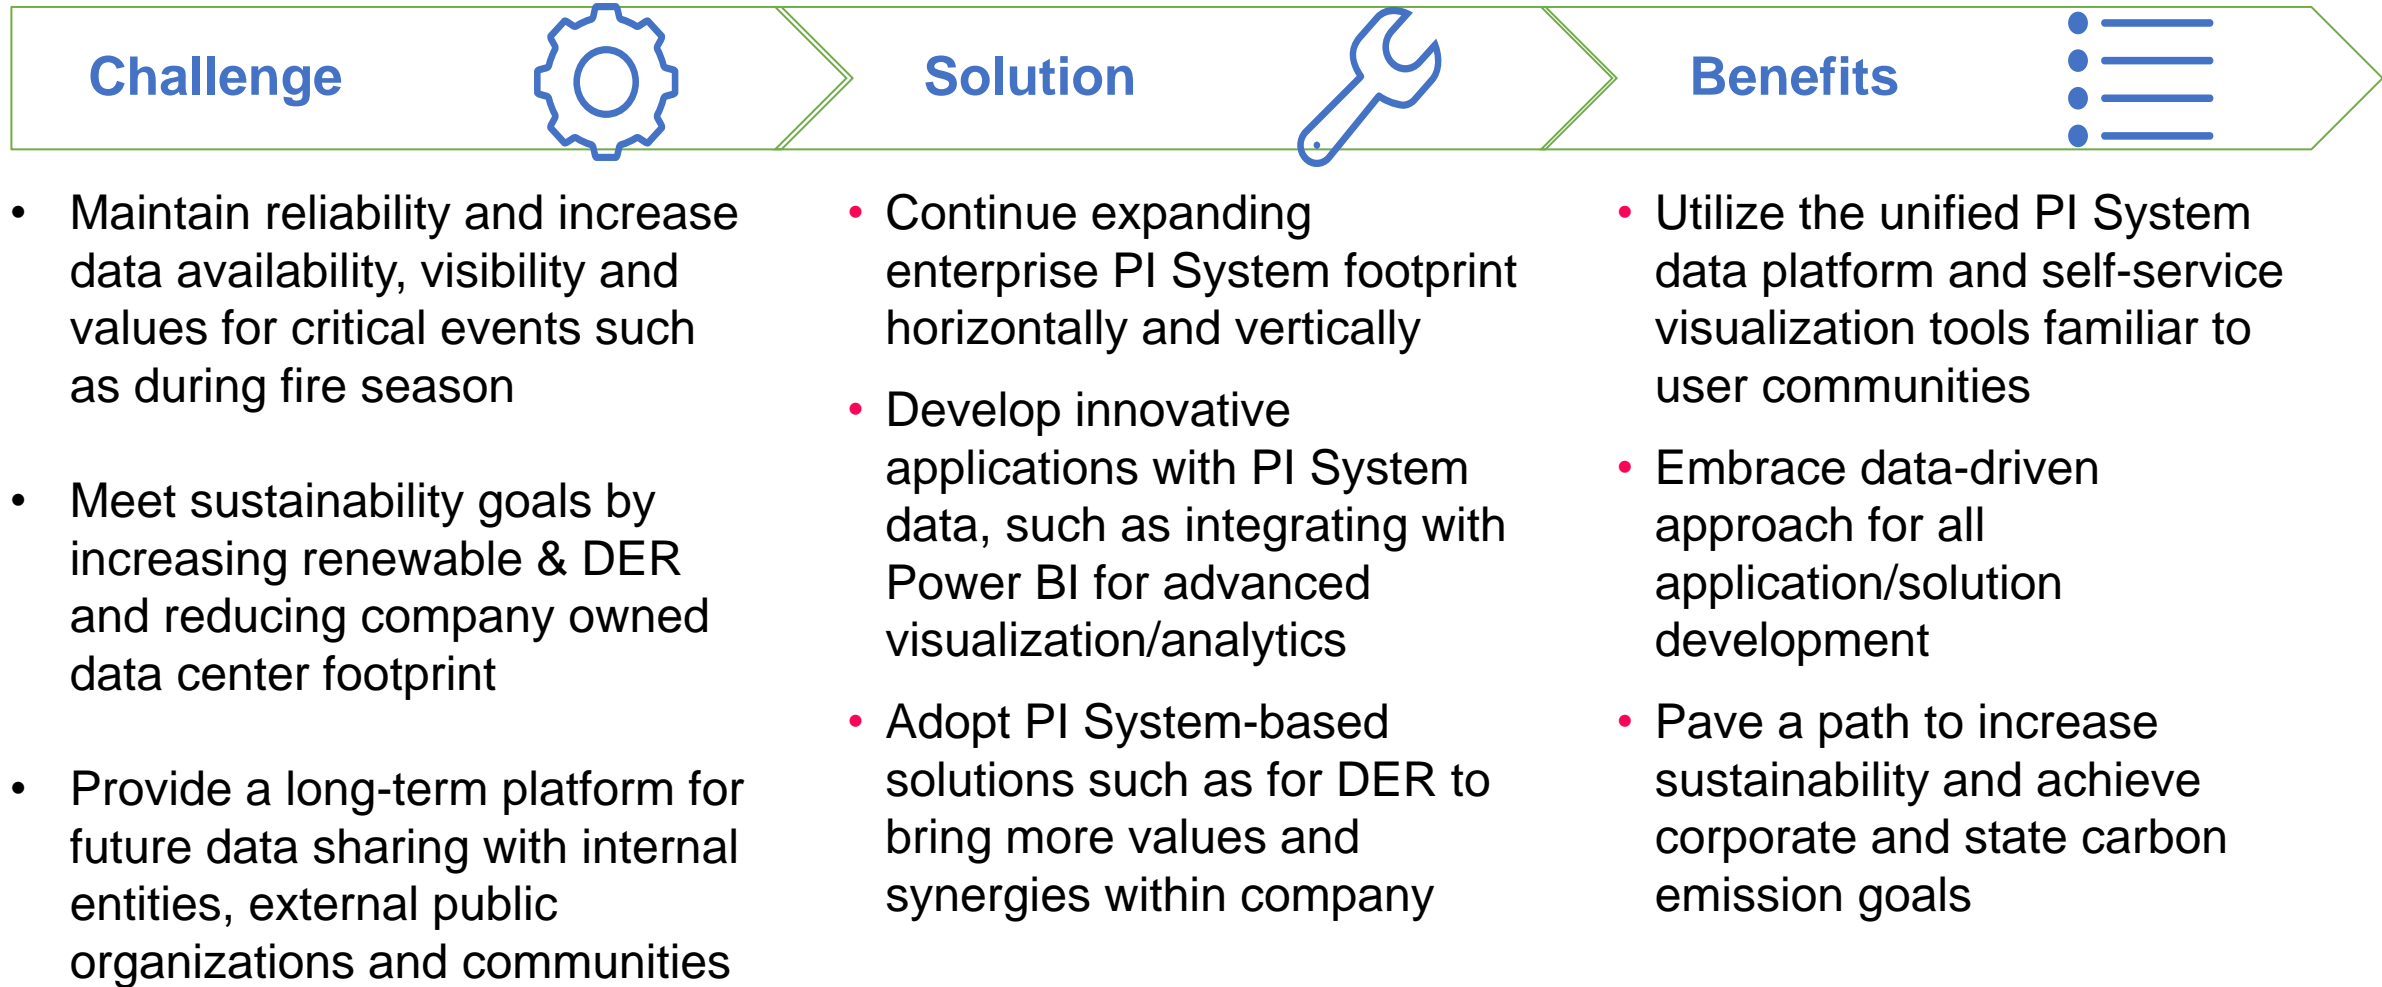 Challenge
• Maintain reliability and increase
data availability, visibility and
values for critical events such
as during fire season
• Meet sustainability goals by
increasing renewable & DER
and reducing company owned
data center footprint
• Provide a long-term platform for
future data sharing with internal
entities, external public
organizations and communities
Solution
• Continue expanding
enterprise PI System footprint
horizontally and vertically
• Develop innovative
applications with PI System
data, such as integrating with
Power BI for advanced
visualization/analytics
• Adopt PI System-based
solutions such as for DER to
bring more values and
synergies within company
Benefits
• Utilize the unified PI System
data platform and self-service
visualization tools familiar to
user communities
• Embrace data-driven
approach for all
application/solution
development
• Pave a path to increase
sustainability and achieve
corporate and state carbon
emission goals